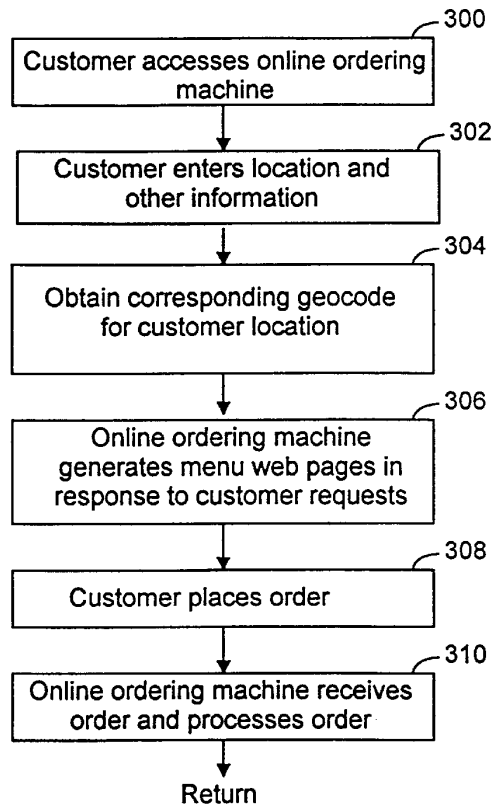 300
Customer accesses online ordering
machine
302
Customer enters location and
other information
304
Obtain corresponding geocode
for customer location
306
Online ordering machine
generates menu web pages in
response to customer requests
308
Customer places order
310
Online ordering machine receives
order and processes order
Return